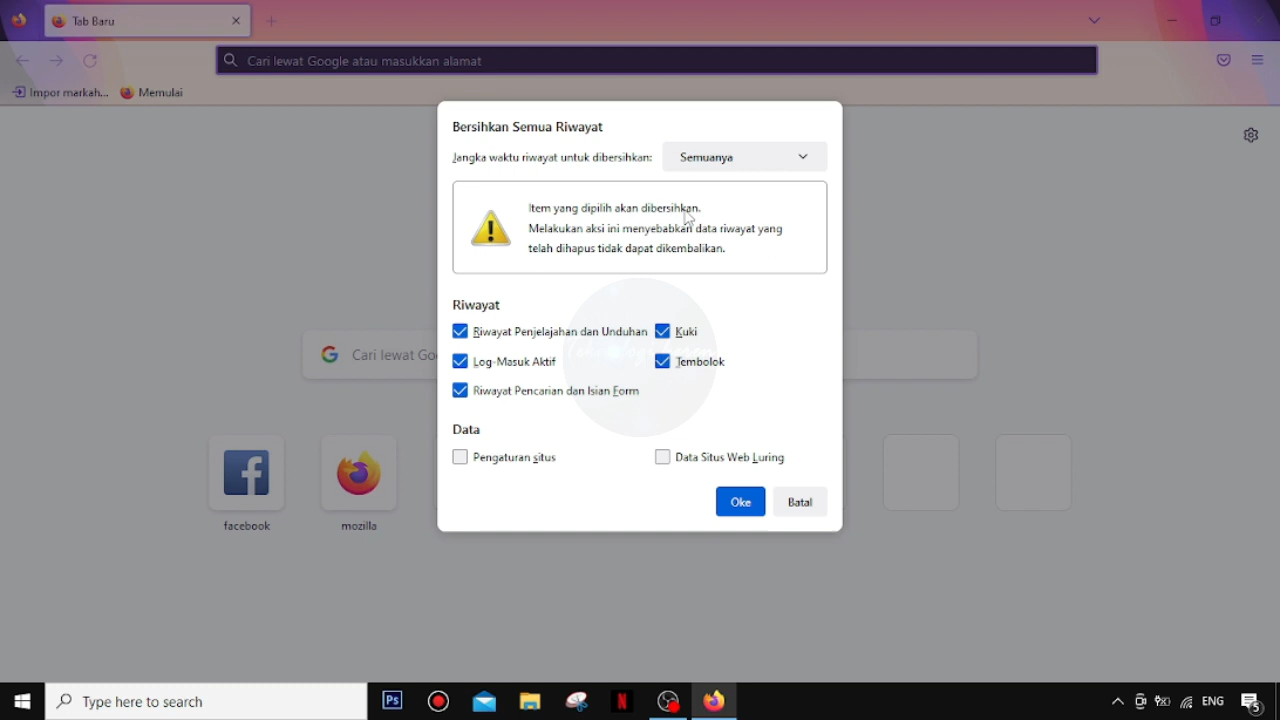 Tab Baru
Cari lewat Google atau masukkan alamat
Impor markah...
Memulai
Bersihkan Semua Riwayat
Jangka waktu riwayat untuk dibersihkan:
Semuanya
Item yang dipilih akan dibersihkan.
Melakukan aksi ini menyebabkan data riwayat yang
telah dihapus tidak dapat dikembalikan.
Riwayat
Riwayat Penjelajahan dan Unduhan
Kuki
Cari lewat Go
Log-Masuk Aktif
Tembolok
Riwayat Pencarian dan Isian Form
Data
Pengaturan situs
Data Situs Web Luring
Oke
Batal
facebook
mozilla
Type here to search
Ps
N
ENG
5